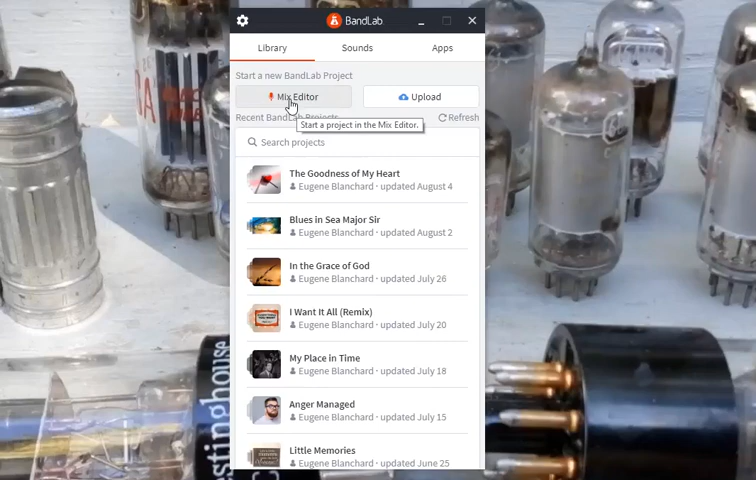 BandLab
Library
Sounds
Apps
Start a new BandLab Project
Mix Editor
Upload
Start a project in the Mix Editor.
Recent BandLab Projects
Refresh
Search projects
The Goodness of My Heart
Eugene Blanchard · updated August 4
Blues in Sea Major Sir
Eugene Blanchard · updated August 2
In the Grace of God
Eugene Blanchard · updated July 26
I Want It All (Remix)
Eugene Blanchard · updated July 20
My Place in Time
Eugene Blanchard · updated July 18
Anger Managed
Eugene Blanchard · updated July 15
Little Memories
Eugene Blanchard · updated June 25
estinghouse